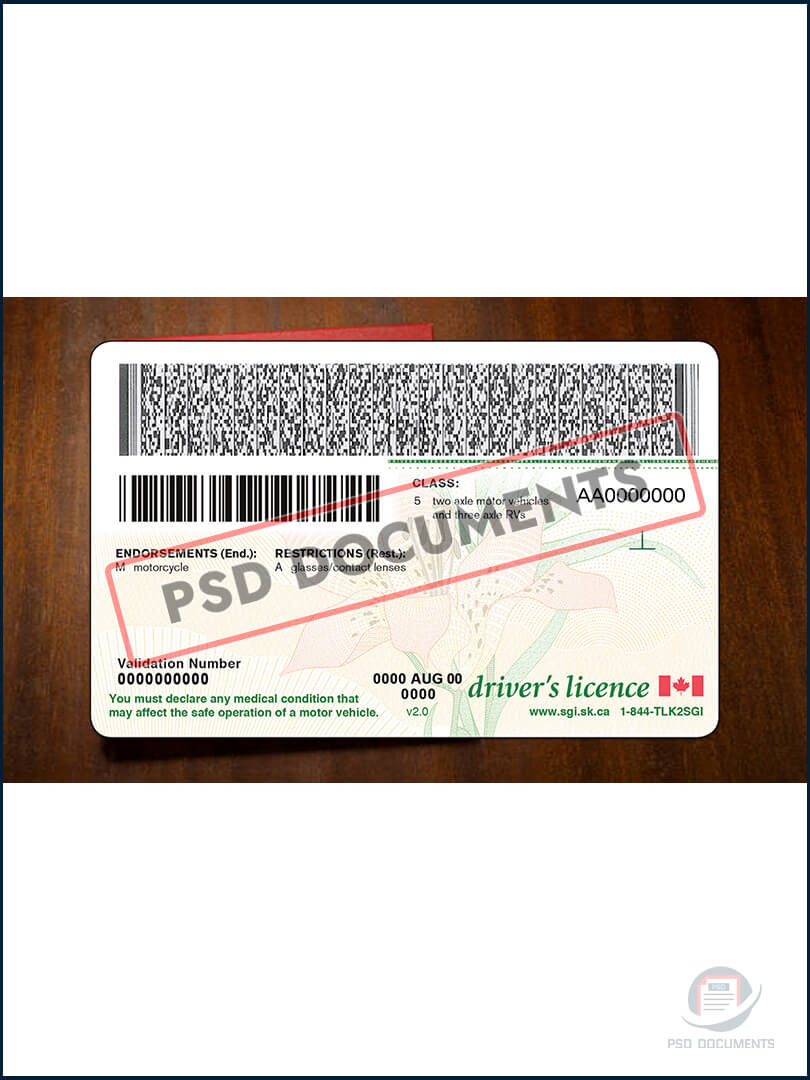 CLASS:
5 two axle motor vehicles
and three axle RVs
AA0000000
ENDORSEMENTS (End.): RESTRICTIONS (Rest.):
M motorcycle A glasses/contact lenses
PSD DOCUMENTS
Validation Number
0000000000
0000 AUG 00
0000
driver's licence
You must declare any medical condition that
may affect the safe operation of a motor vehicle.
v2.0
www.sgi.sk.ca 1-844-TLK2SGI
PSD
PSD DOCUMENTS